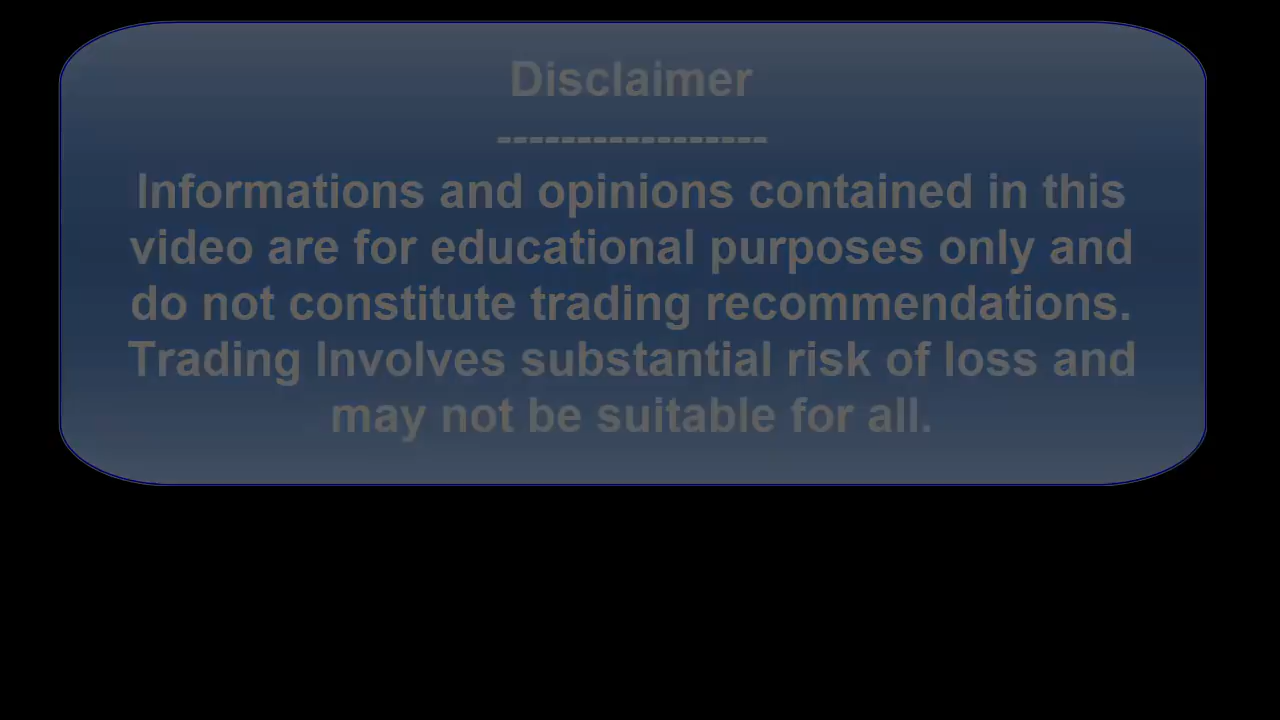 Disclaimer
-----------------
Informations and opinions contained in this
video are for educational purposes only and
do not constitute trading recommendations.
Trading Involves substantial risk of loss and
may not be suitable for all.